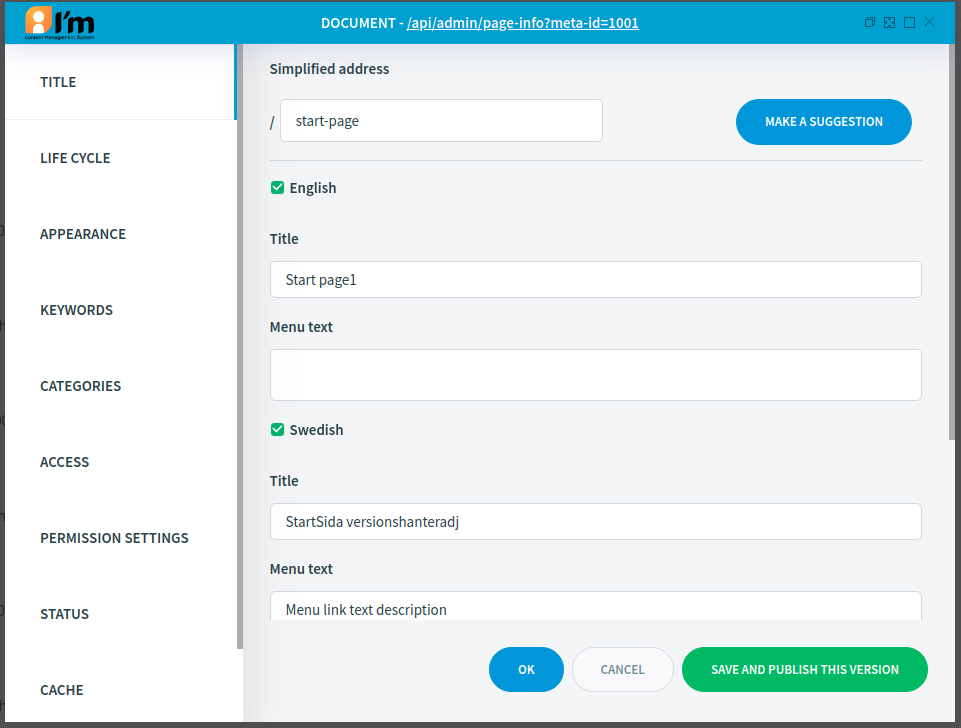 I'm
Content Management System
DOCUMENT - /api/admin/page-info?meta-id=1001
TITLE
LIFE CYCLE
APPEARANCE
KEYWORDS
CATEGORIES
ACCESS
PERMISSION SETTINGS
STATUS
CACHE
Simplified address
/ start-page
MAKE A SUGGESTION
English
Title
Start page1
Menu text
Swedish
Title
StartSida versionshanteradj
Menu text
Menu link text description
OK
CANCEL
SAVE AND PUBLISH THIS VERSION